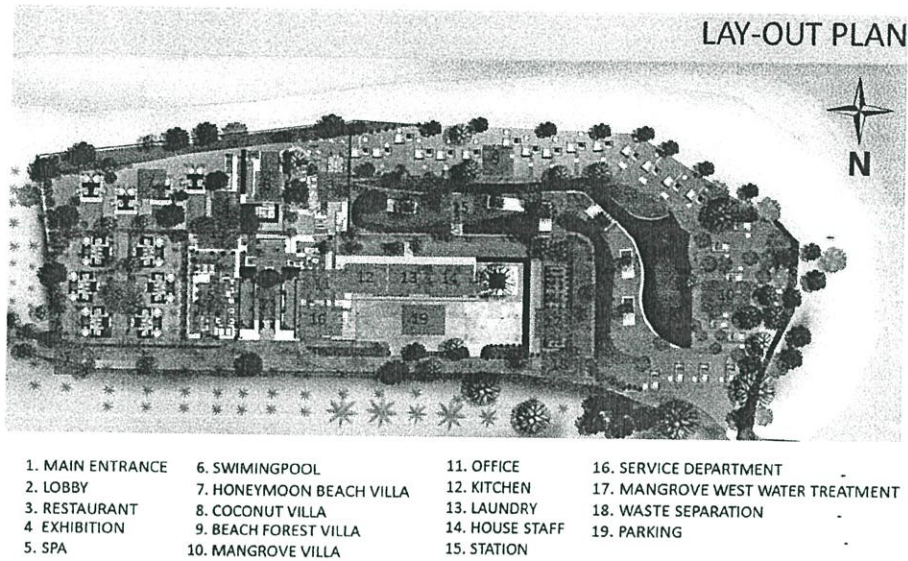 LAY-OUT PLAN
N
9
15
12 13 14
11
16 19
10
1. MAIN ENTRANCE
2. LOBBY
3. RESTAURANT
4 EXHIBITION
5. SPA
6. SWIMINGPOOL
7. HONEYMOON BEACH VILLA
8. COCONUT VILLA
9. BEACH FOREST VILLA
10. MANGROVE VILLA
11. OFFICE
12. KITCHEN
13. LAUNDRY
14. HOUSE STAFF
15. STATION
16. SERVICE DEPARTMENT
17. MANGROVE WEST WATER TREATMENT
18. WASTE SEPARATION
19. PARKING